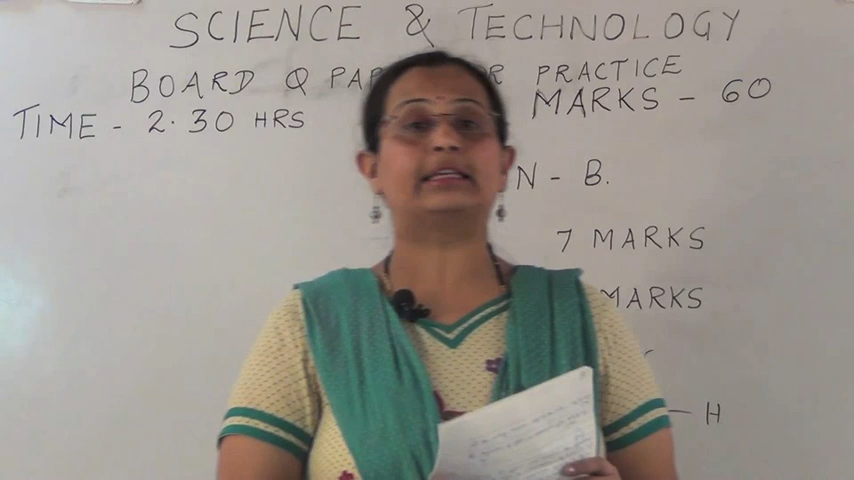 SCIENCE & TECHNOLOGY
BOARD Q PAP R PRACTICE
TIME - 2.30 HRS MARKS - 60
N - B.
7 MARKS
MARKS
- H